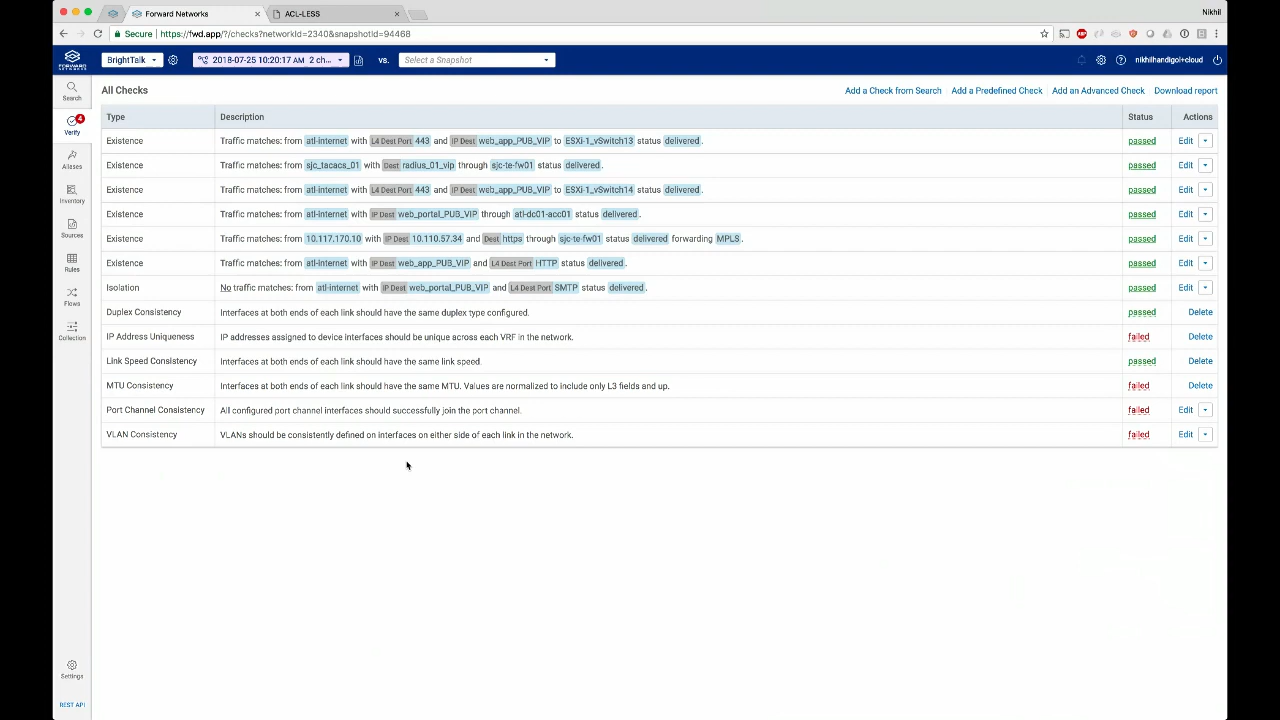 Forward Networks
ACL-LESS
Nikhil
Secure https://fwd.app/?/checks?networkId=2340&snapshotId=94468
BrightTalk
2018-07-25 10:20:17 AM 2 ch...
vs.
Select a Snapshot
nikhilhandigol+cloud
FORWARD
NETWORKS
Search
4
Verify
Aliases
Inventory
Sources
Rules
Flows
Collection
Settings
REST API
All Checks
Add a Check from Search
Add a Predefined Check
Add an Advanced Check
Download report
Type Description Status Actions
Existence Traffic matches: from atl-internet with L4 Dest Port 443 and IP Dest web_app_PUB_VIP to ESXi-1_vSwitch13 status delivered. passed Edit
Existence Traffic matches: from sjc_tacacs_01 with Dest radius_01_vip through sjc-te-fw01 status delivered. passed Edit
Existence Traffic matches: from atl-internet with L4 Dest Port 443 and IP Dest web_app_PUB_VIP to ESXi-1_vSwitch14 status delivered. passed Edit
Existence Traffic matches: from atl-internet with IP Dest web_portal_PUB_VIP through atl-dc01-acc01 status delivered. passed Edit
Existence Traffic matches: from 10.117.170.10 with IP Dest 10.110.57.34 and Dest https through sjc-te-fw01 status delivered forwarding MPLS. passed Edit
Existence Traffic matches: from atl-internet with IP Dest web_app_PUB_VIP and L4 Dest Port HTTP status delivered. passed Edit
Isolation No traffic matches: from atl-internet with IP Dest web_portal_PUB_VIP and L4 Dest Port SMTP status delivered. passed Edit
Duplex Consistency Interfaces at both ends of each link should have the same duplex type configured. passed Delete
IP Address Uniqueness IP addresses assigned to device interfaces should be unique across each VRF in the network. failed Delete
Link Speed Consistency Interfaces at both ends of each link should have the same link speed. passed Delete
MTU Consistency Interfaces at both ends of each link should have the same MTU. Values are normalized to include only L3 fields and up. failed Delete
Port Channel Consistency All configured port channel interfaces should successfully join the port channel. failed Edit
VLAN Consistency VLANs should be consistently defined on interfaces on either side of each link in the network. failed Edit